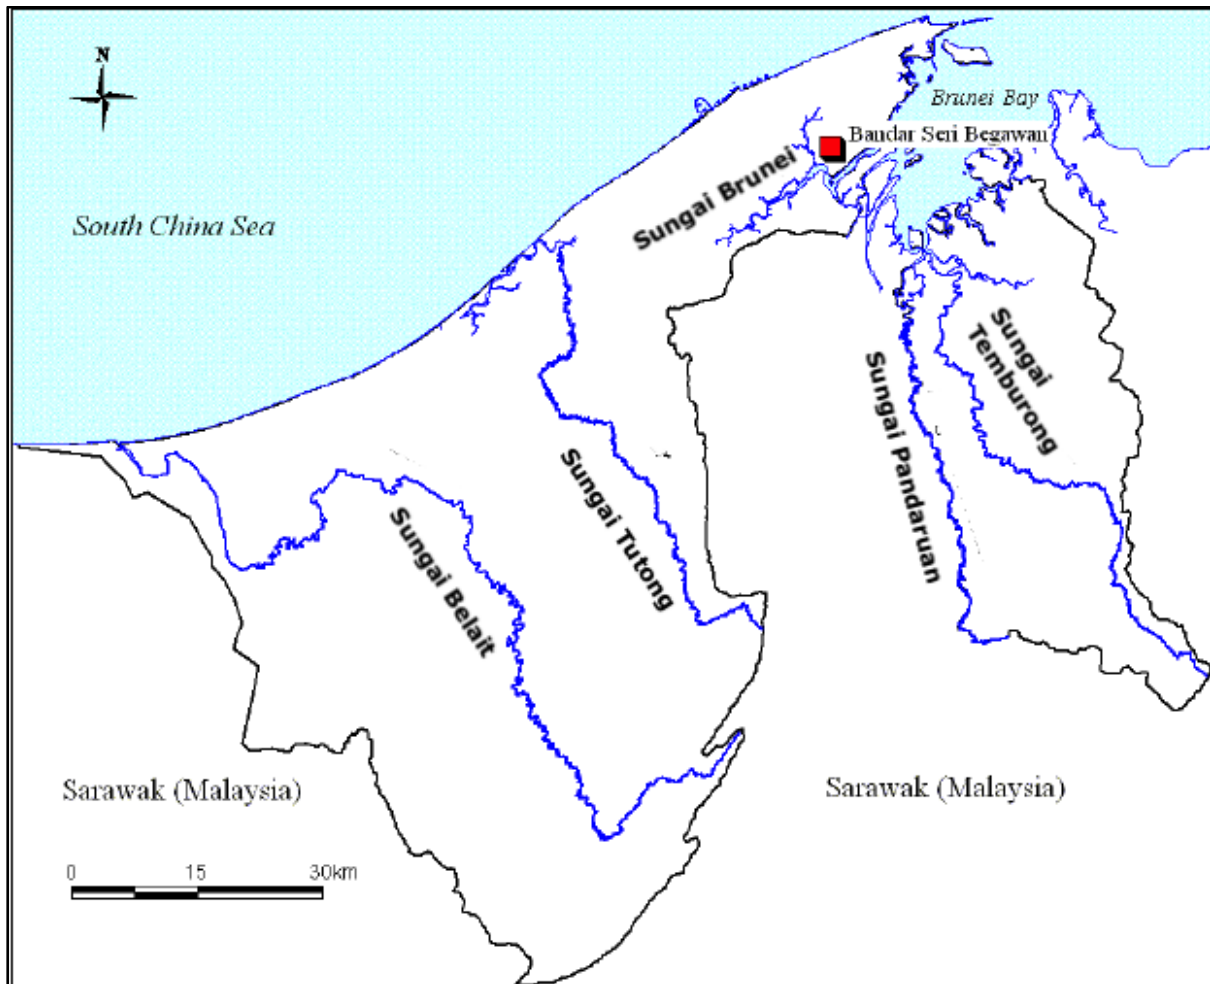 N
Brunei Bay
Bandar Seri Begawan
Sungai Brunei
South China Sea
Sungai
Temburong
Sungai Pandaruan
Sungai Tutong
Sungai Belait
Sarawak (Malaysia)
Sarawak (Malaysia)
0 15 30km